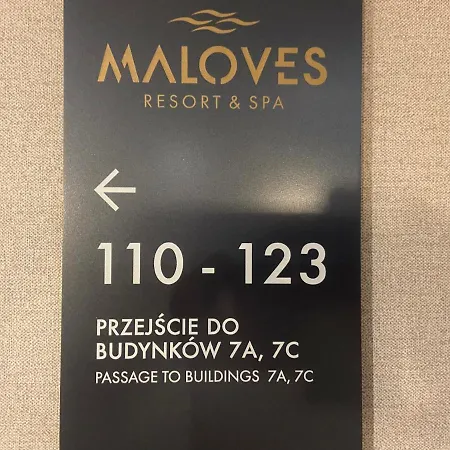 MALOVES
RESORT & SPA
←
110 - 123
PRZEJŚCIE DO
BUDYNKÓW 7A, 7C
PASSAGE TO BUILDINGS 7A, 7C